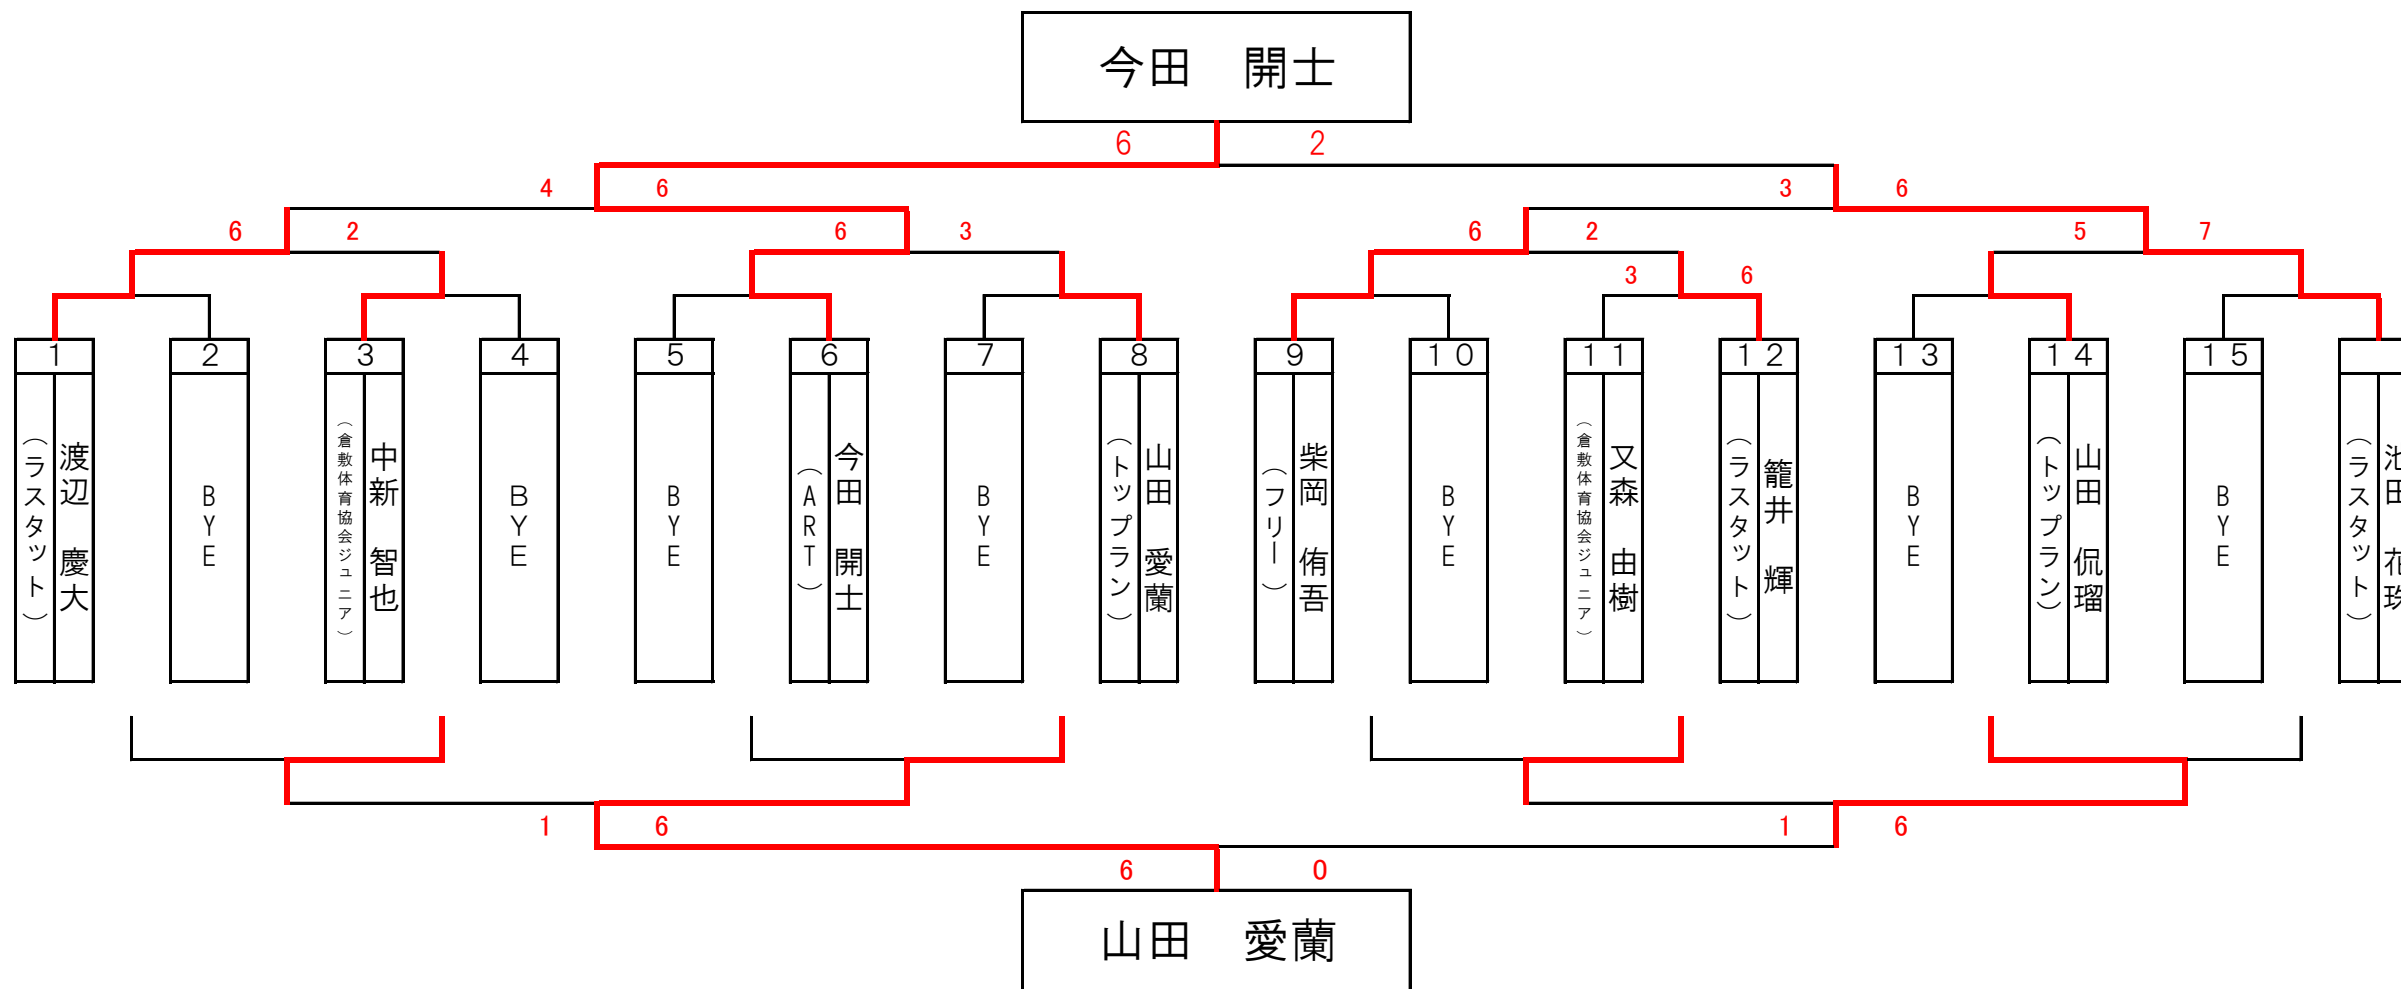 今田　開士
6 2
4 6 3 6
6 2 6 3 6 2 5 7
3 6
1 2 3 4 5 6 7 8 9 10 11 12 13 14 15
渡辺　慶大
（ラスタット）
BYE
中新　智也
（倉敷体育協会ジュニア）
BYE
BYE
今田　開士
（ART）
BYE
山田　愛蘭
（トップラン）
柴岡　侑吾
（フリー）
BYE
又森　由樹
（倉敷体育協会ジュニア）
籠井　輝
（ラスタット）
BYE
山田　侃瑠
（トップラン）
BYE
池田　花珠
（ラスタット）
1 6 1 6
6 0
山田　愛蘭